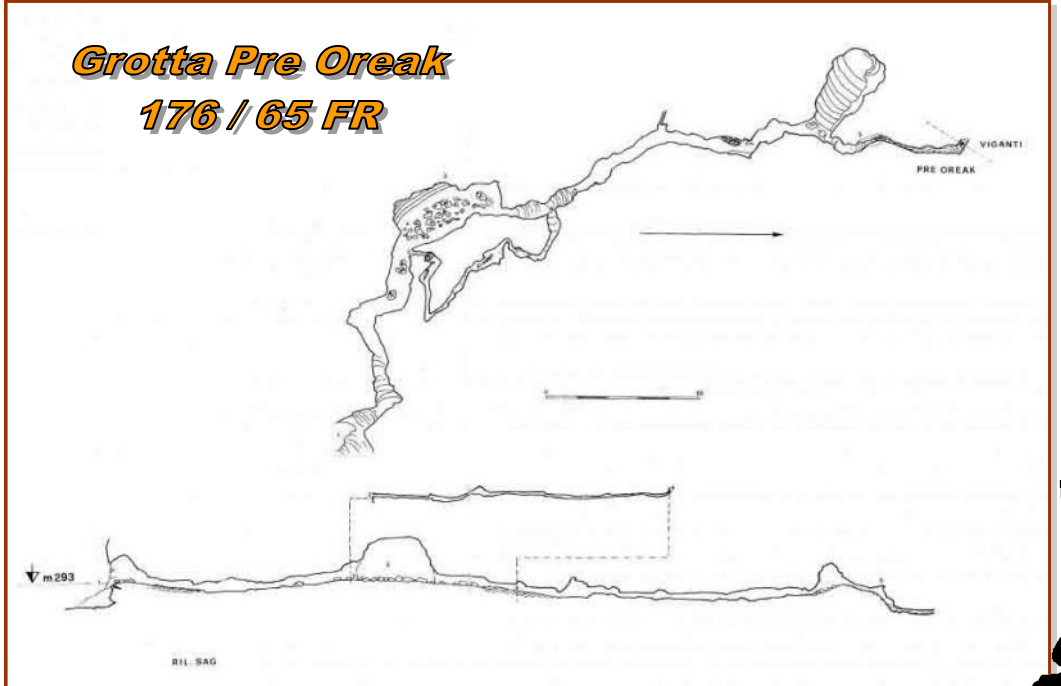 Grotta Pre Oreak
176 / 65 FR
VIGANTI
PRE OREAK
m 293
RIL. SAG